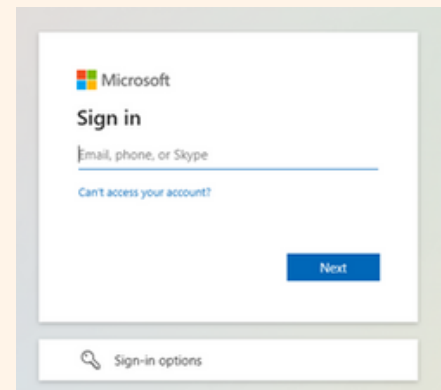 Microsoft
Sign in
Email, phone, or Skype
Can't access your account?
Next
Sign-in options